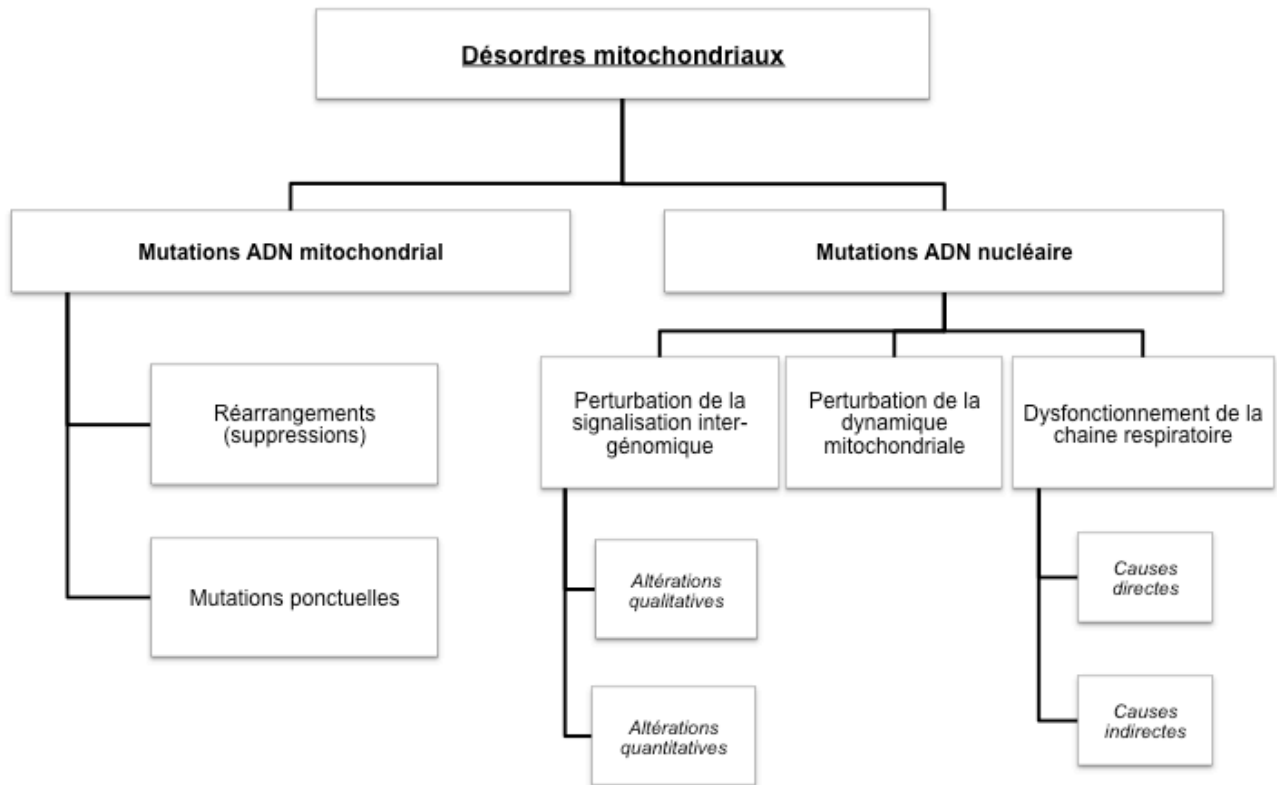 Désordres mitochondriaux
Mutations ADN mitochondrial
Mutations ADN nucléaire
Réarrangements
(suppressions)
Mutations ponctuelles
Perturbation de la
signalisation inter-
génomique
Perturbation de la
dynamique
mitochondriale
Dysfonctionnement de la
chaine respiratoire
Altérations
qualitatives
Altérations
quantitatives
Causes
directes
Causes
indirectes